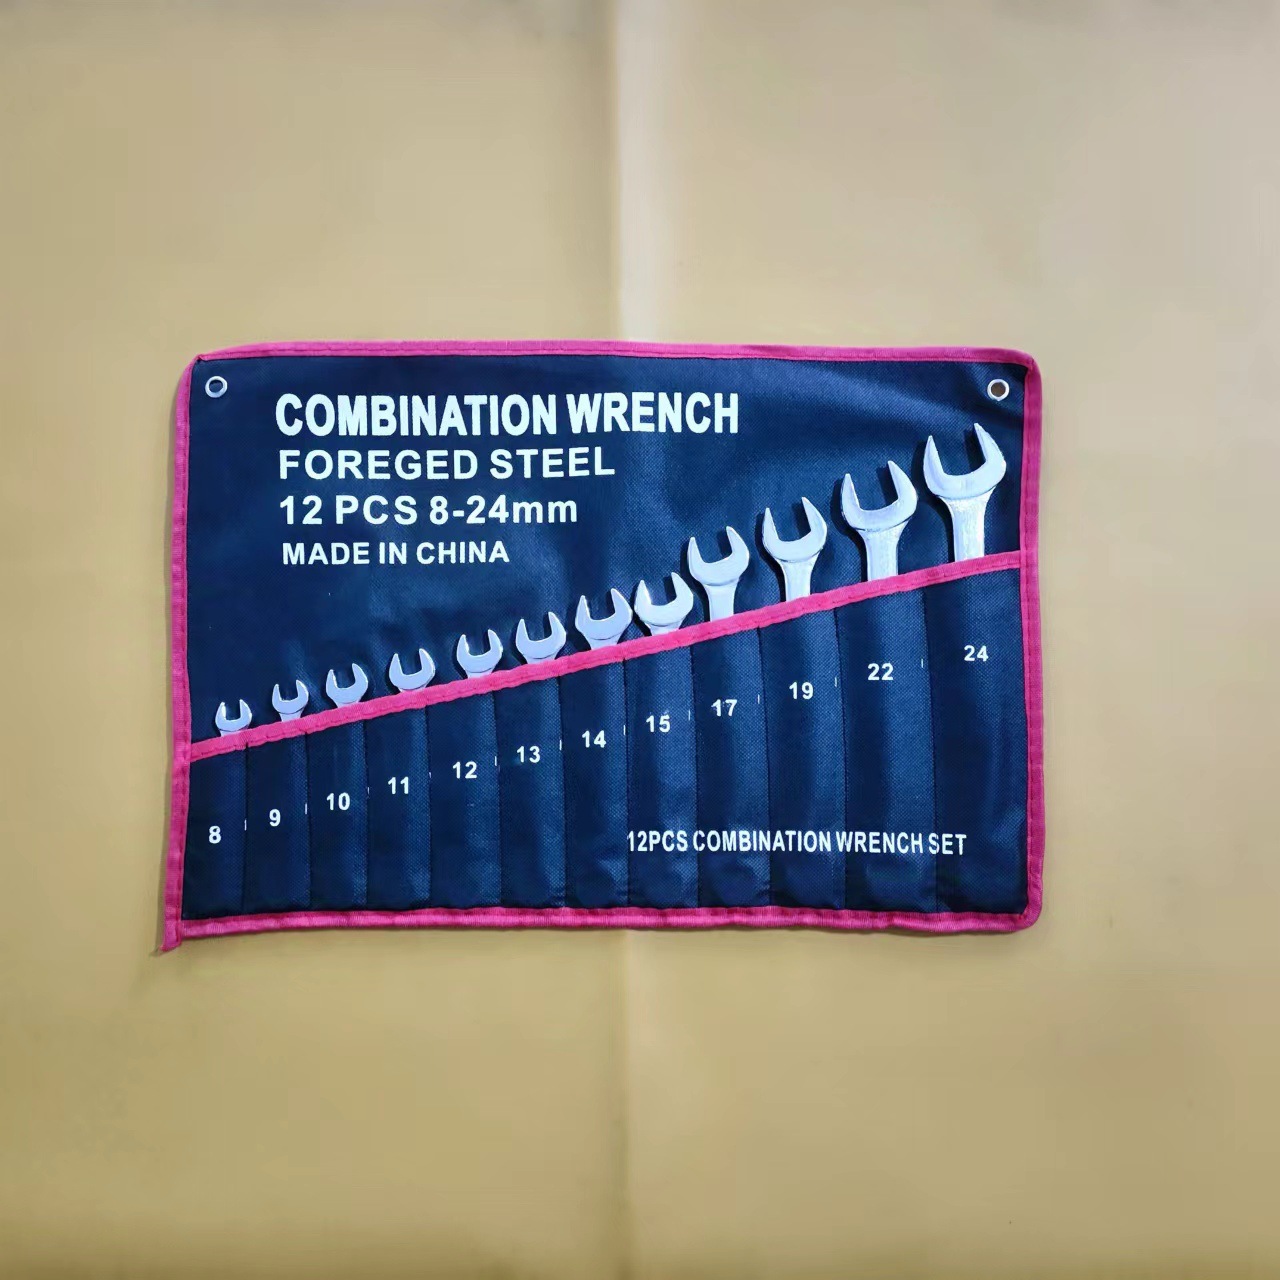 COMBINATION WRENCH
FOREGED STEEL
12 PCS 8-24mm
MADE IN CHINA
8 9 10 11 12 13 14 15 17 19 22 24
12PCS COMBINATION WRENCH SET